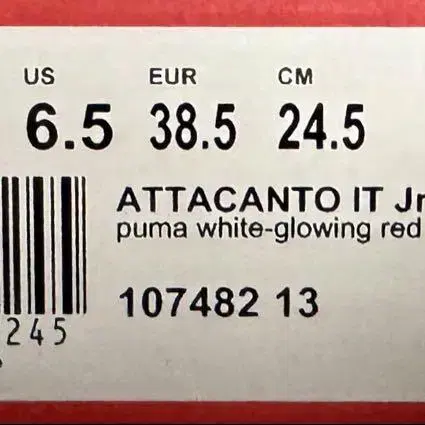 US EUR CM
6.5 38.5 24.5
ATTACANTO IT Jr
puma white-glowing red
107482 13
245